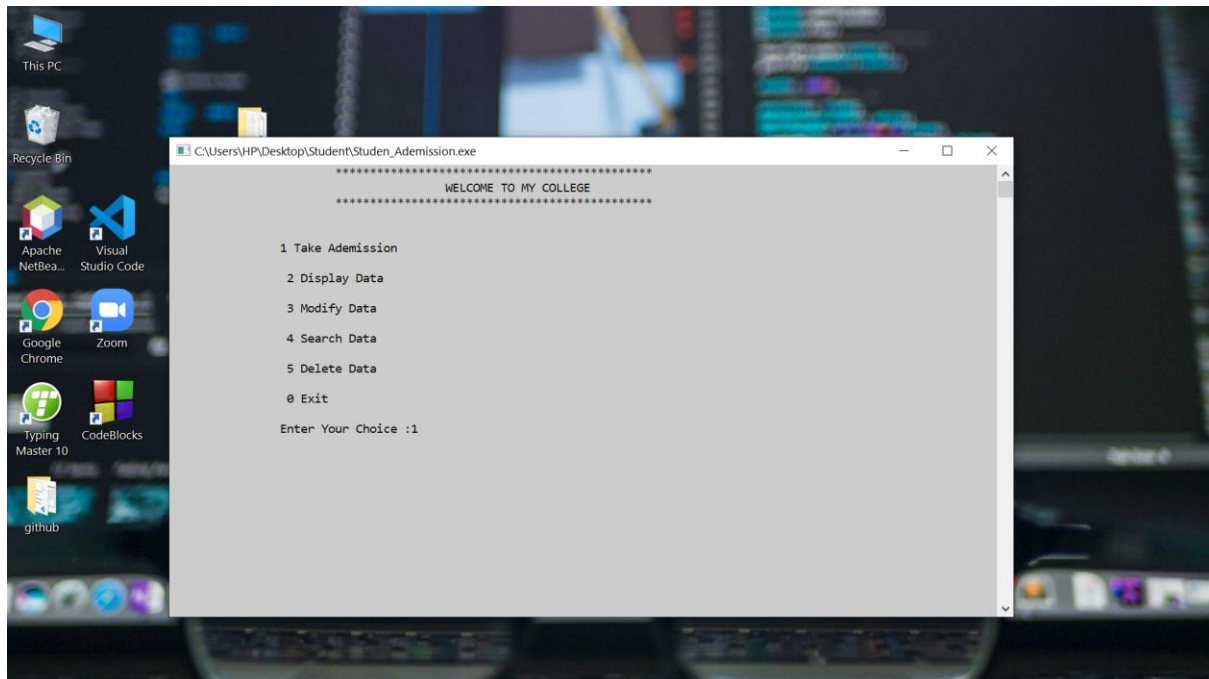 This PC
Recycle Bin
Apache
NetBea...
Visual
Studio Code
Google
Chrome
Zoom
Typing
Master 10
CodeBlocks
github
C:\Users\HP\Desktop\Student\Studen_Ademission.exe
**********************************************
WELCOME TO MY COLLEGE
**********************************************
1 Take Ademission
2 Display Data
3 Modify Data
4 Search Data
5 Delete Data
0 Exit
Enter Your Choice :1